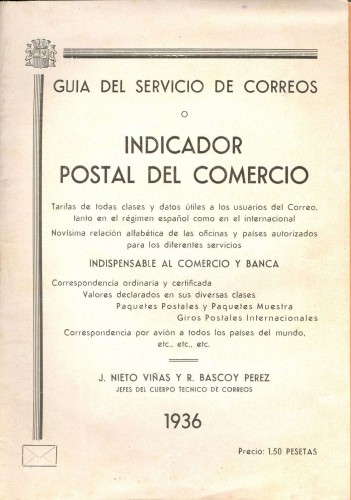 GUIA DEL SERVICIO DE CORREOS
O
INDICADOR
POSTAL DEL COMERCIO
Tarifas de todas clases y datos útiles a los usuarios del Correo,
tanto en el régimen español como en el internacional
Novísima relación alfabética de las oficinas y países autorizados
para los diferentes servicios
INDISPENSABLE AL COMERCIO Y BANCA
Correspondencia ordinaria y certificada
Valores declarados en sus diversas clases
Paquetes Postales y Paquetes Muestra
Giros Postales Internacionales
Correspondencia por avión a todos los países del mundo,
etc., etc., etc.
J. NIETO VIÑAS Y R. BASCOY PEREZ
JEFES DEL CUERPO TECNICO DE CORREOS
1936
Precio: 1,50 PESETAS